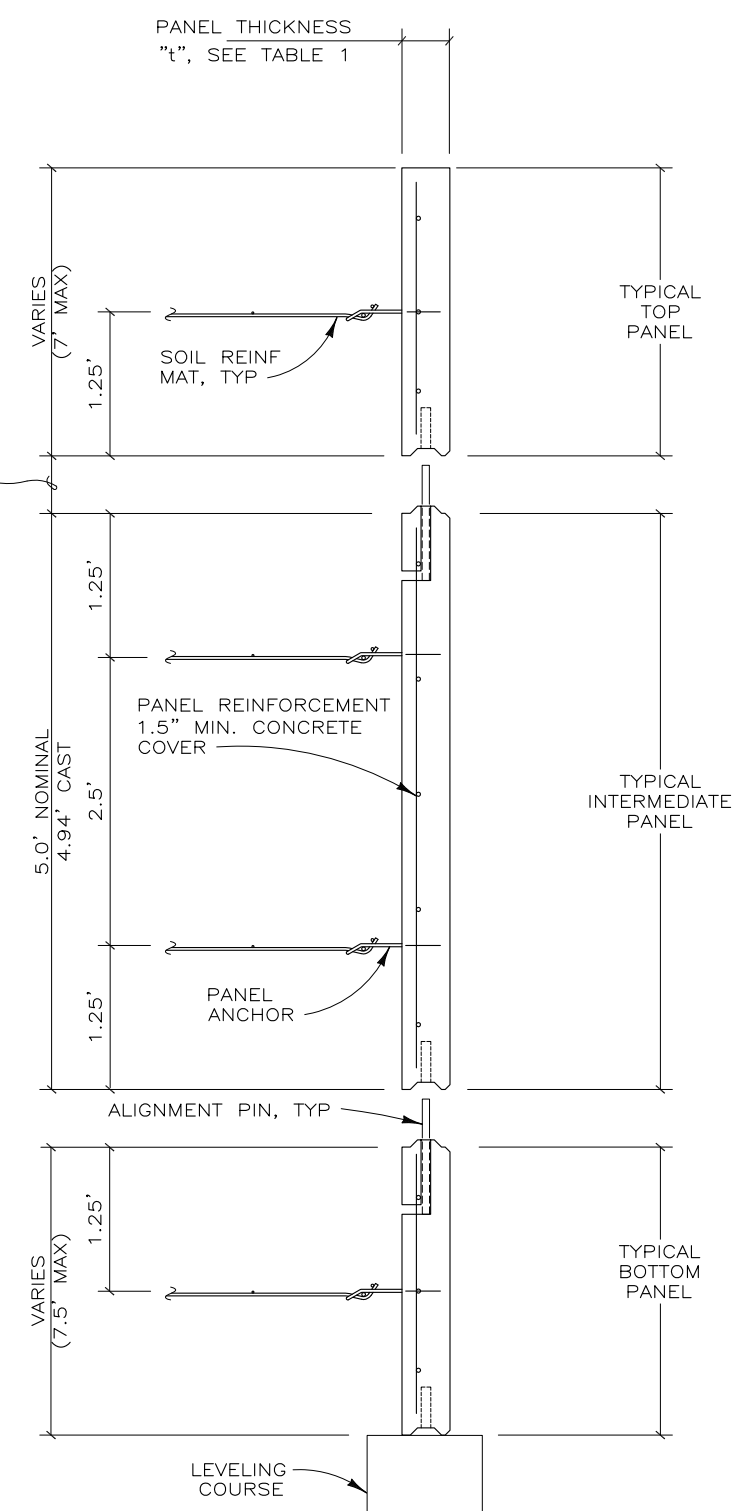 PANEL THICKNESS
"t", SEE TABLE 1
VARIES
(7' MAX)
1.25'
SOIL REINF
MAT, TYP
TYPICAL
TOP
PANEL
1.25'
PANEL REINFORCEMENT
1.5" MIN. CONCRETE
COVER
5.0' NOMINAL
4.94' CAST
2.5'
TYPICAL
INTERMEDIATE
PANEL
1.25'
PANEL
ANCHOR
ALIGNMENT PIN, TYP
1.25'
VARIES
(7.5' MAX)
TYPICAL
BOTTOM
PANEL
LEVELING
COURSE